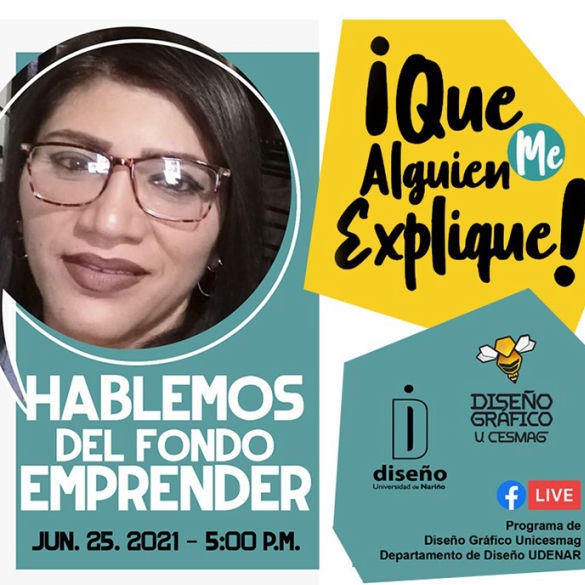 ¡Que
Me
Alguien
Explique!
HABLEMOS
DEL FONDO
EMPRENDER
JUN. 25. 2021 - 5:00 P.M.
diseño
Universidad de Nariño
DISEÑO
GRÁFICO
U. CESMAG
f LIVE
Programa de
Diseño Gráfico Unicesmag
Departamento de Diseño UDENAR